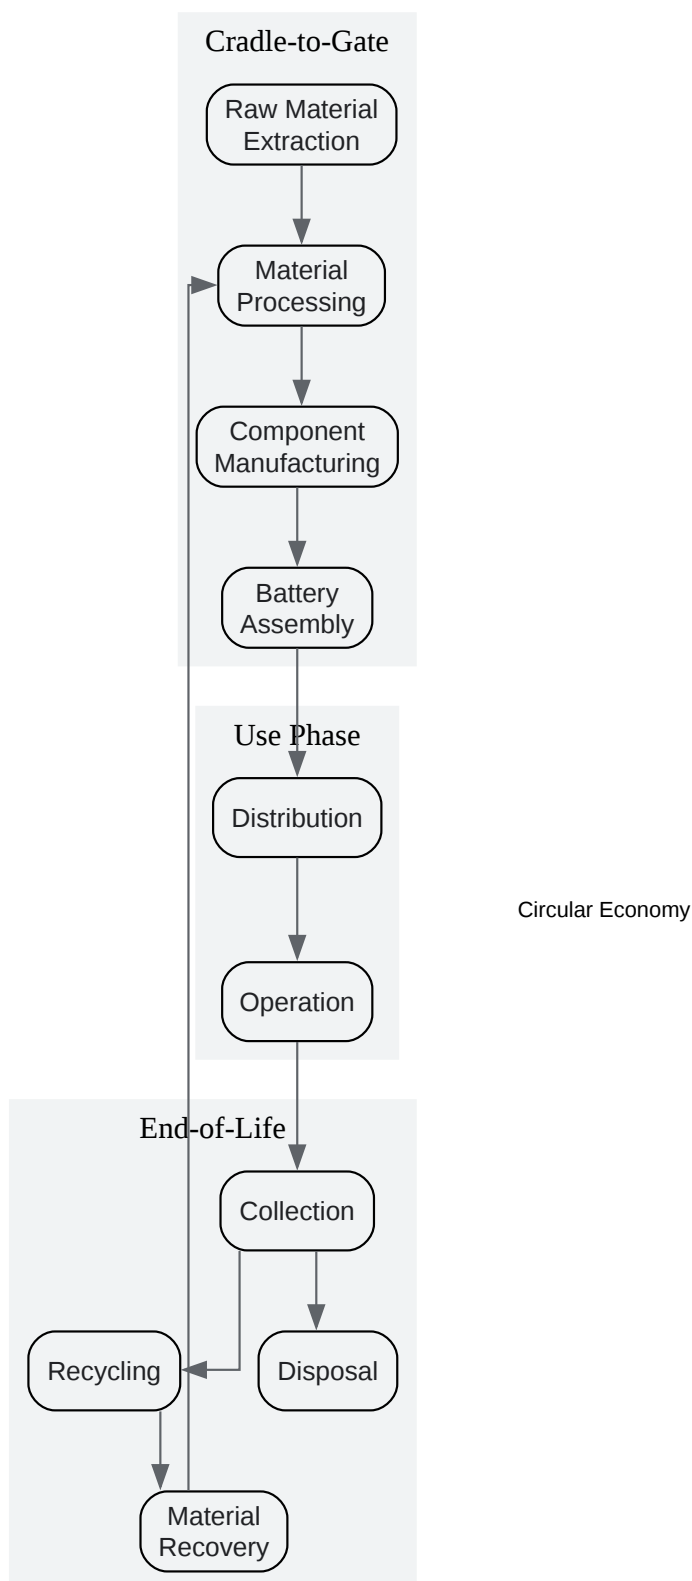 Cradle-to-Gate
Raw Material
Extraction
Material
Processing
Component
Manufacturing
Battery
Assembly
Use Phase
Distribution
Circular Economy
Operation
End-of-Life
Collection
Recycling
Disposal
Material
Recovery